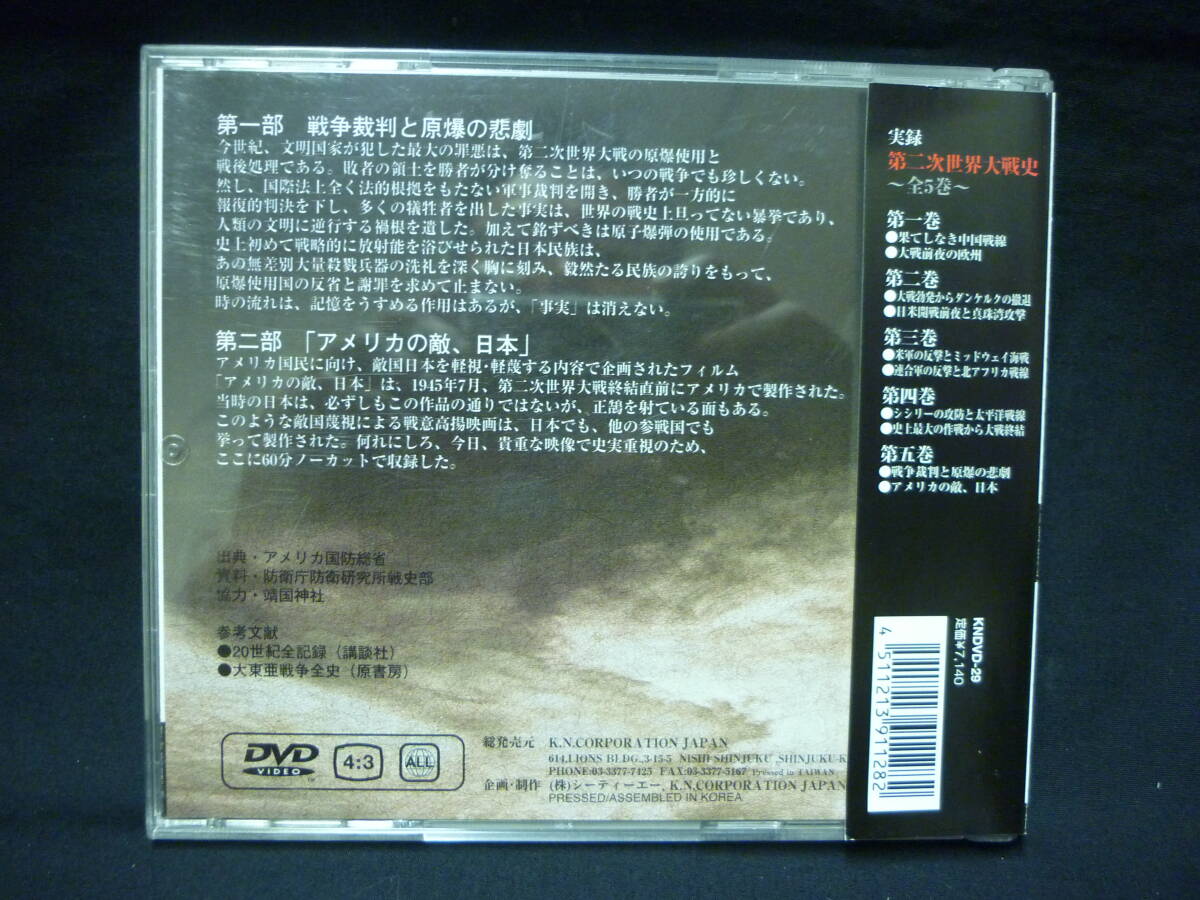 第一部　戦争裁判と原爆の悲劇
今世紀、文明国家が犯した最大の罪悪は、第二次世界大戦の原爆使用と
戦後処理である。敗者の領土を勝者が分け奪ることは、いつの戦争でも珍しくない。
然し、国際法上全く法的根拠をもたない軍事裁判を開き、勝者が一方的に
報復的判決を下し、多くの犠牲者を出した事実は、世界の戦史上旦ってない暴挙であり、
人類の文明に逆行する禍根を遺した。加えて銘ずべきは原子爆弾の使用である。
史上初めて戦略的に放射能を浴びせられた日本民族は、
あの無差別大量殺戮兵器の洗礼を深く胸に刻み、毅然たる民族の誇りをもって、
原爆使用国の反省と謝罪を求めて止まない。
時の流れは、記憶をうすめる作用はあるが、「事実」は消えない。
第二部　「アメリカの敵、日本」
アメリカ国民に向け、敵国日本を軽視・軽蔑する内容で企画されたフィルム
「アメリカの敵、日本」は、1945年7月、第二次世界大戦終結直前にアメリカで製作された。
当時の日本は、必ずしもこの作品の通りではないが、正鵠を射ている面もある。
このような敵国蔑視による戦意高揚映画は、日本でも、他の参戦国でも
挙って製作された。何れにしろ、今日、貴重な映像で史実重視のため、
ここに60分ノーカットで収録した。
出典・アメリカ国防総省
資料・防衛庁防衛研究所戦史部
協力・靖国神社
参考文献
●20世紀全記録（講談社）
●大東亜戦争全史（原書房）
DVD
VIDEO
TM
4:3
ALL
総発売元　K.N.CORPORATION JAPAN
614,LIONS BLDG.,3-15-5 NISHI-SHINJUKU ,SHINJUKU-K
PHONE:03-3377-7425 FAX:03-3377-5167 Pressed in TAIWAN
企画・制作　(株)シーティーエー、K.N.CORPORATION JAPAN
PRESSED/ASSEMBLED IN KOREA
実録
第二次世界大戦史
～全5巻～
第一巻
●果てしなき中国戦線
●大戦前夜の欧州
第二巻
●大戦勃発からダンケルクの撤退
●日米開戦前夜と真珠湾攻撃
第三巻
●米軍の反撃とミッドウェイ海戦
●連合軍の反撃と北アフリカ戦線
第四巻
●シシリーの攻防と太平洋戦線
●史上最大の作戦から大戦終結
第五巻
●戦争裁判と原爆の悲劇
●アメリカの敵、日本
KNDVD-29
定価¥7,140
4511213911282